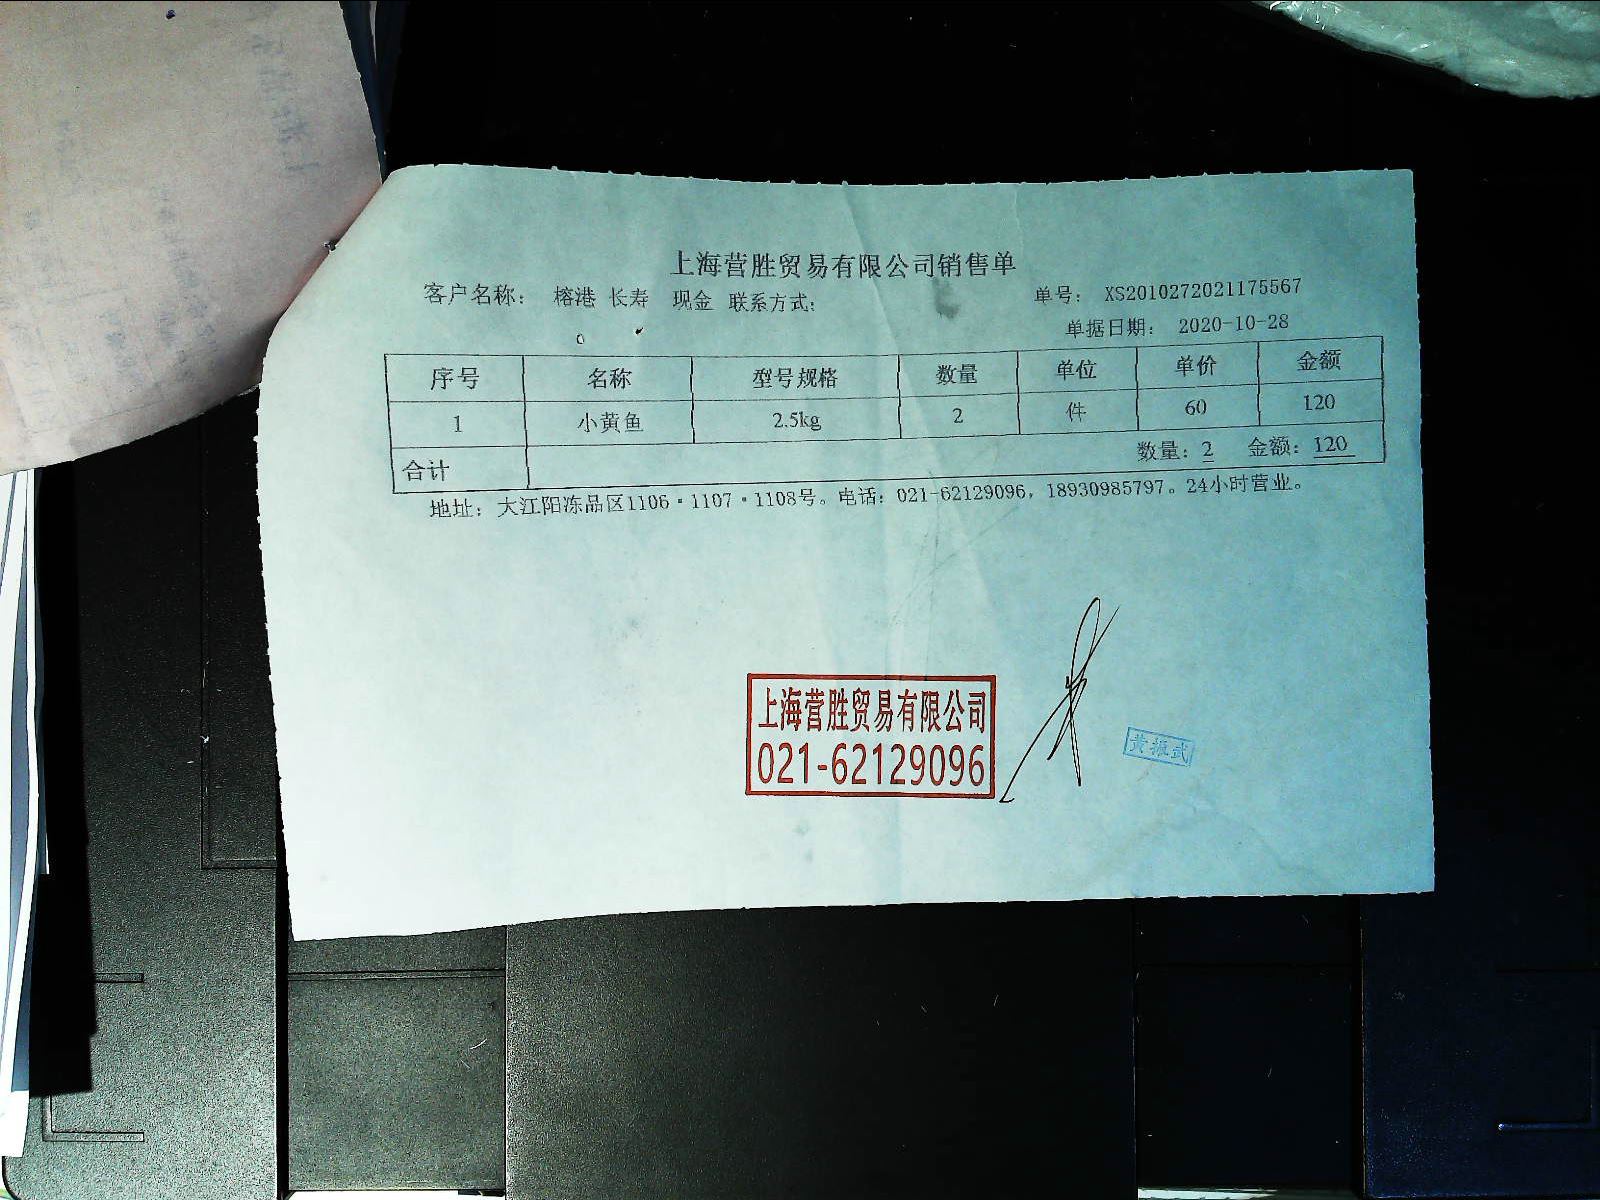 上海营胜贸易有限公司销售单
客户名称： 榕港 长寿 现金 联系方式： 单号： XS2010272021175567
单据日期： 2020-10-28
序号 名称 型号规格 数量 单位 单价 金额
1 小黄鱼 2.5kg 2 件 60 120
合计 数量：2 金额：120
地址：大江阳冻品区1106·1107·1108号。电话：021-62129096，18930985797。24小时营业。
上海营胜贸易有限公司
021-62129096
黄振武